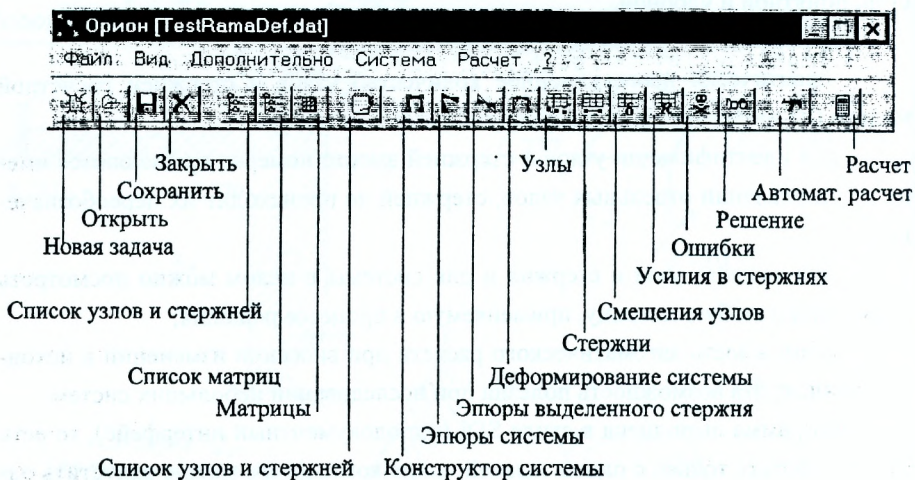 Орион [TestRamaDef.dat]
Файл Вид Дополнительно Система Расчет ?
Закрыть
Узлы
Расчет
Сохранить
Автомат. расчет
Открыть
Решение
Новая задача
Ошибки
Усилия в стержнях
Список узлов и стержней
Смещения узлов
Стержни
Список матриц
Деформирование системы
Матрицы
Эпюры выделенного стержня
Эпюры системы
Список узлов и стержней
Конструктор системы